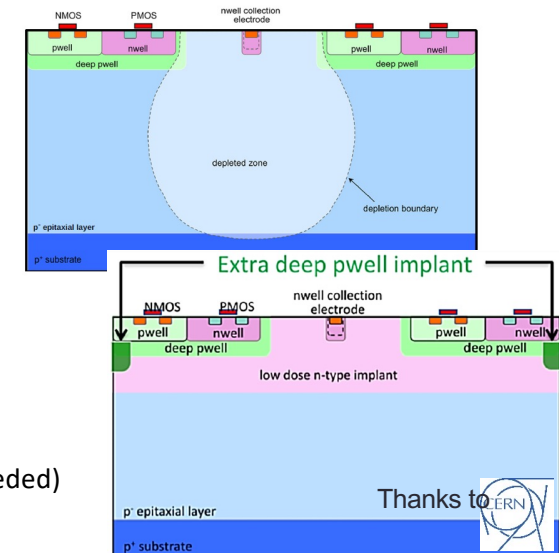 nwell collection
electrode
NMOS PMOS
pwell nwell pwell nwell
deep pwell deep pwell
depleted zone
depletion boundary
p⁻ epitaxial layer
p⁺ substrate
Extra deep pwell implant
nwell collection
electrode
NMOS PMOS
pwell nwell pwell nwell
deep pwell deep pwell
low dose n-type implant
eded)
Thanks to CERN
p⁻ epitaxial layer
p⁺ substrate